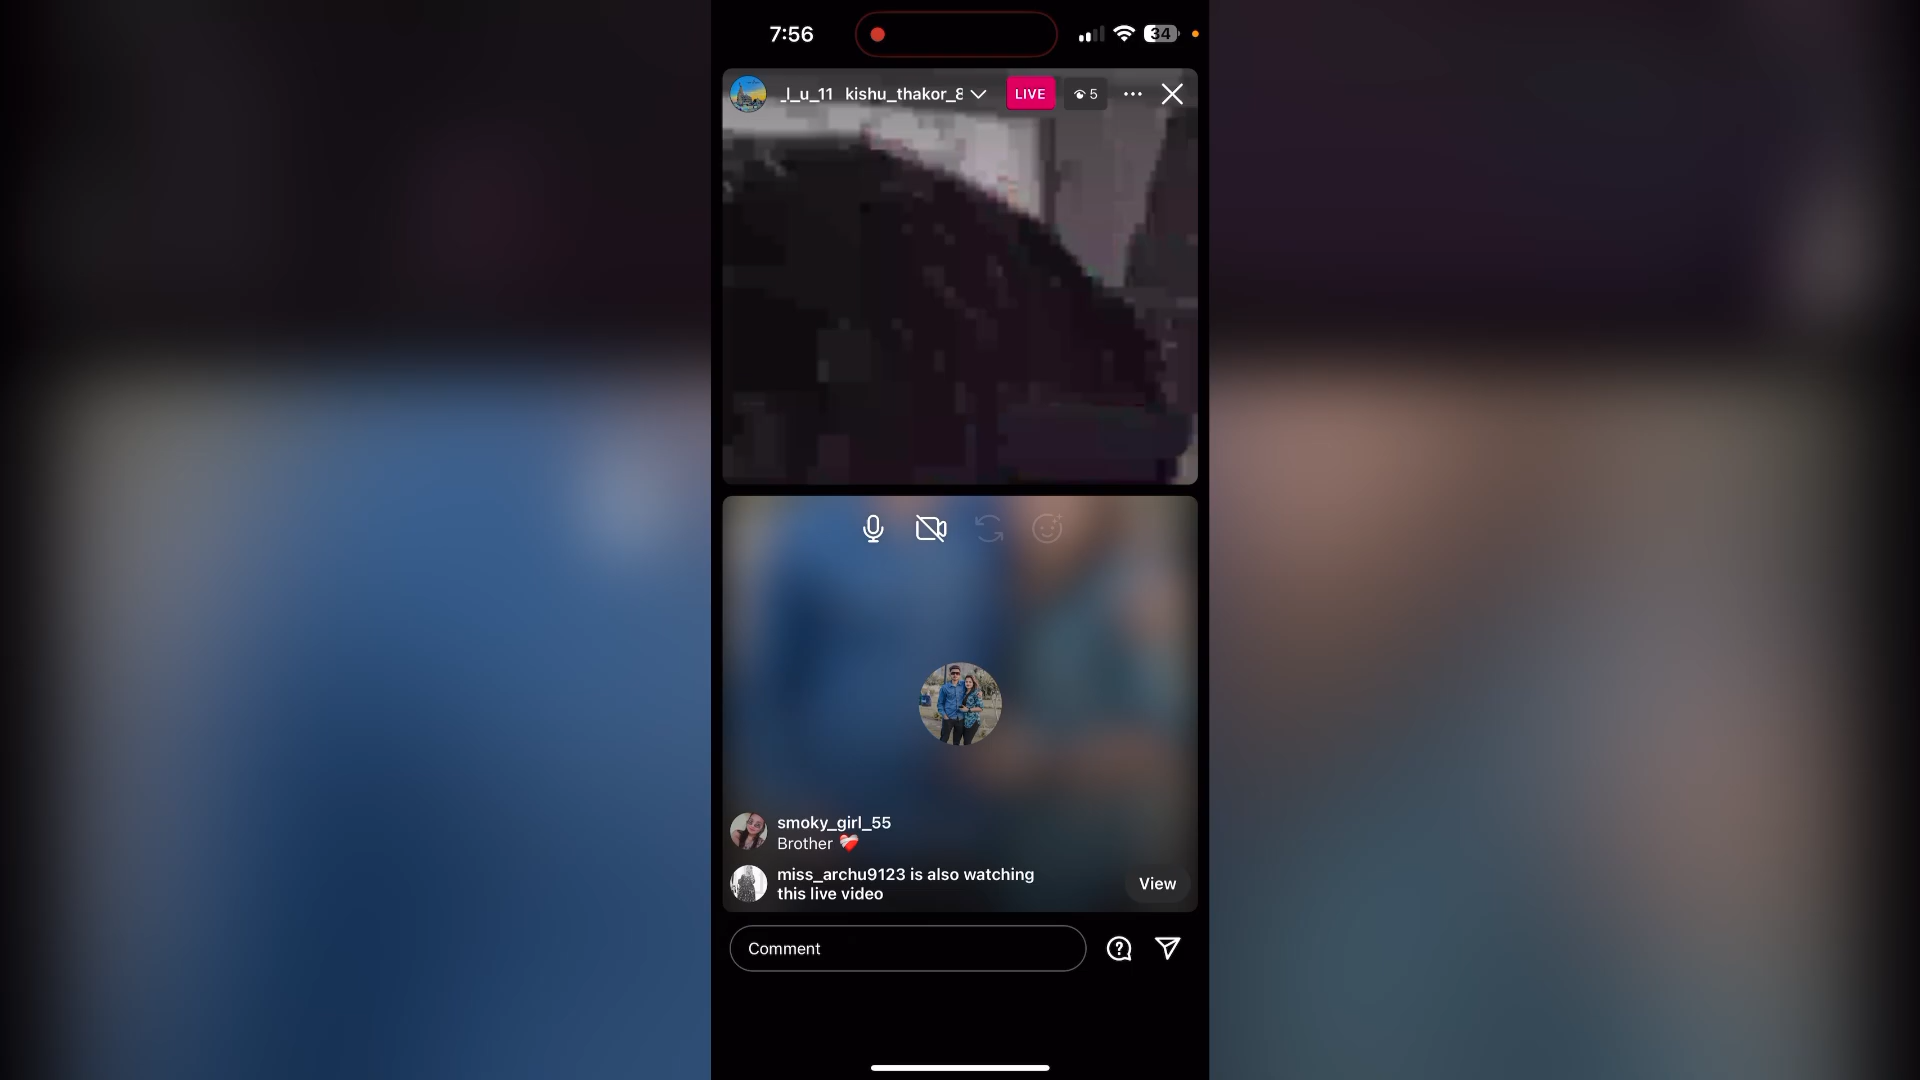 7:56
34
_l_u_11 kishu_thakor_8
LIVE
5
smoky_girl_55
Brother ❤️‍🩹
miss_archu9123 is also watching
this live video
View
Comment